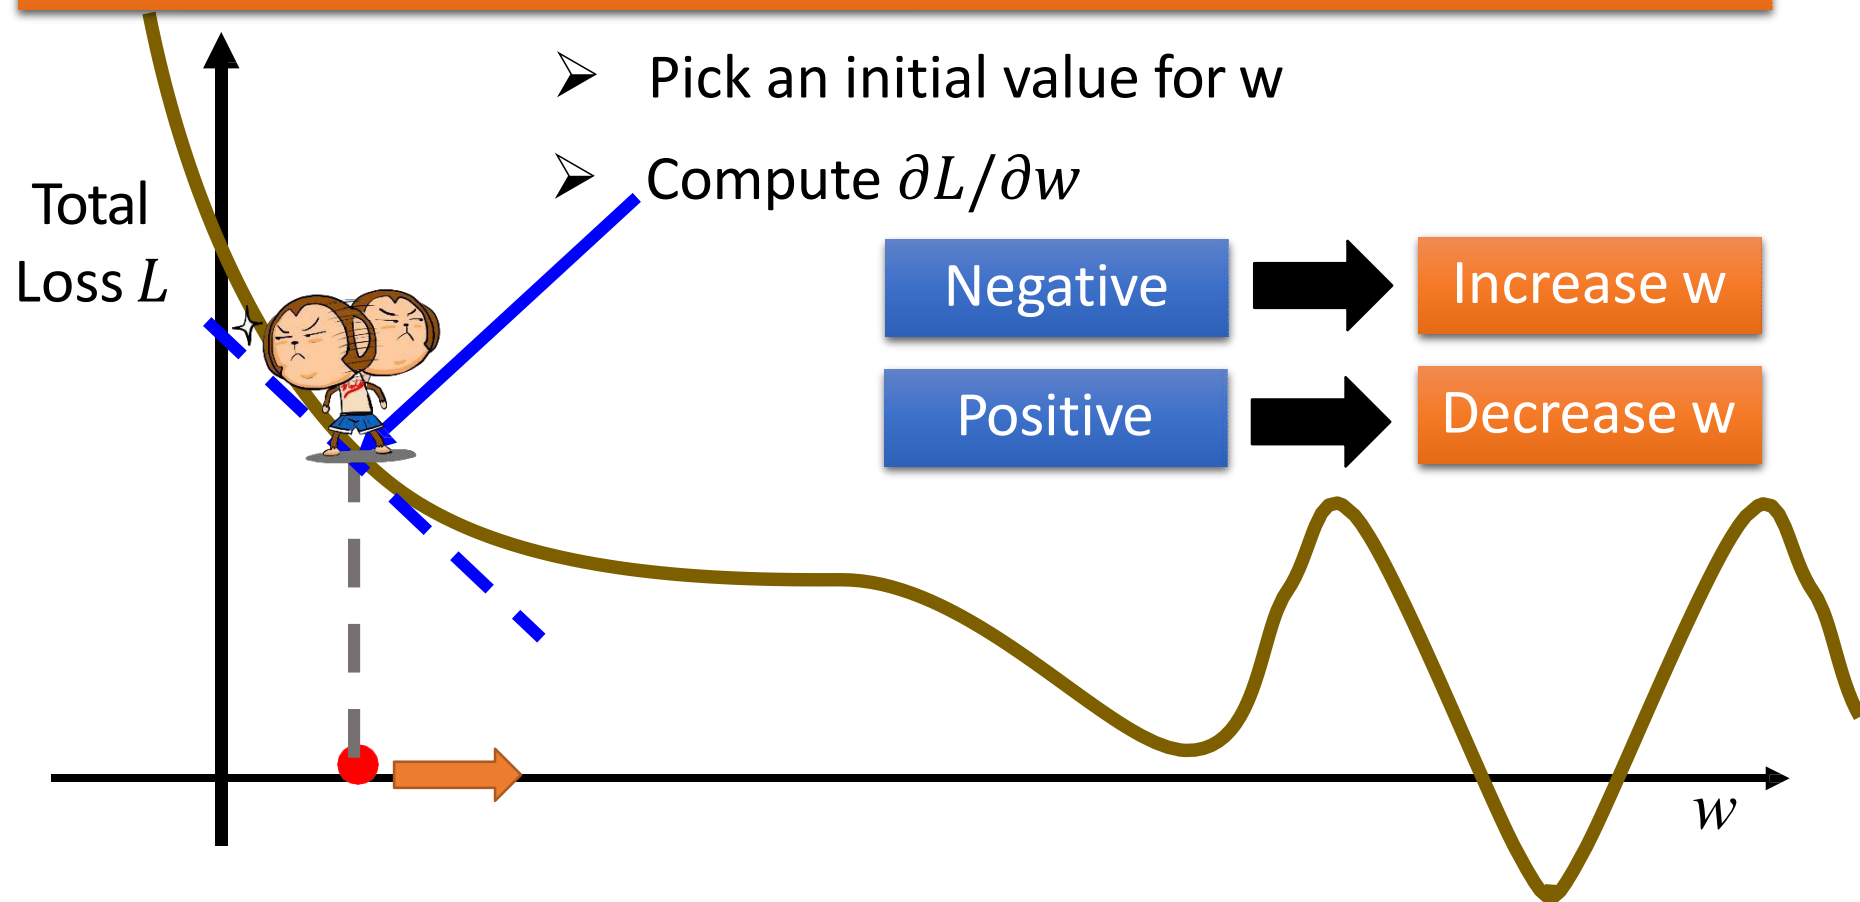 Pick an initial value for w
Compute ∂L/∂w
Total
Loss L
Negative
Increase w
Positive
Decrease w
w